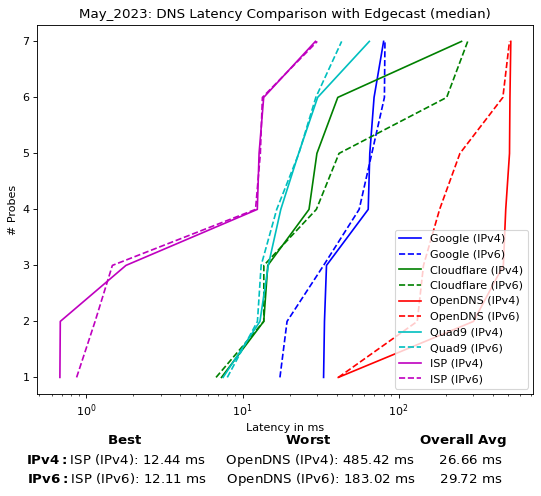 May_2023: DNS Latency Comparison with Edgecast (median)
# Probes
7
6
5
4
3
2
1
Google (IPv4)
Google (IPv6)
Cloudflare (IPv4)
Cloudflare (IPv6)
OpenDNS (IPv4)
OpenDNS (IPv6)
Quad9 (IPv4)
Quad9 (IPv6)
ISP (IPv4)
ISP (IPv6)
10⁰ 10¹ 10²
Latency in ms
Best Worst Overall Avg
IPv4: ISP (IPv4): 12.44 ms OpenDNS (IPv4): 485.42 ms 26.66 ms
IPv6: ISP (IPv6): 12.11 ms OpenDNS (IPv6): 183.02 ms 29.72 ms